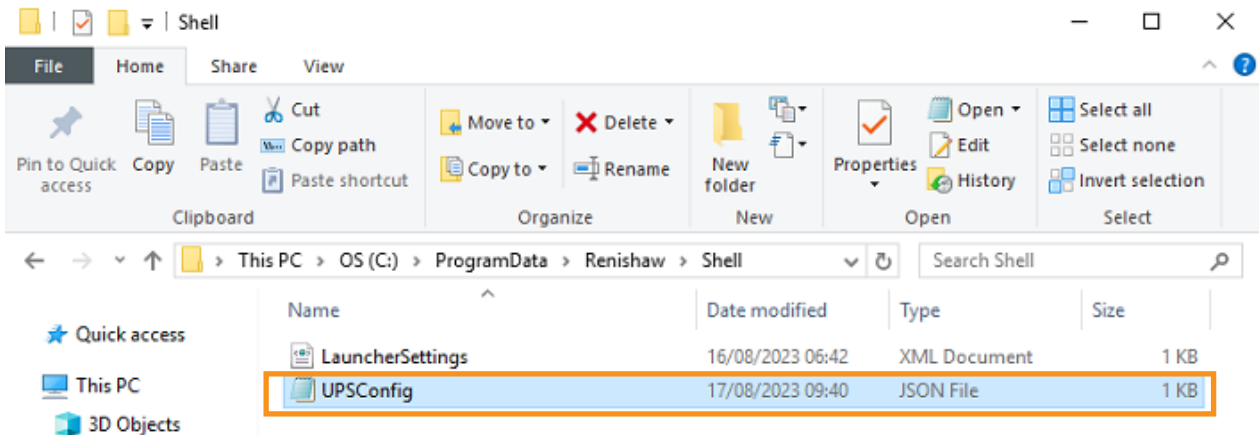 Shell
File Home Share View
Pin to Quick access
Copy
Paste
Cut
Copy path
Paste shortcut
Clipboard
Move to
Copy to
Delete
Rename
Organize
New folder
New
Properties
Open
Edit
History
Open
Select all
Select none
Invert selection
Select
This PC > OS (C:) > ProgramData > Renishaw > Shell
Search Shell
Quick access
This PC
3D Objects
Name Date modified Type Size
LauncherSettings 16/08/2023 06:42 XML Document 1 KB
UPSConfig 17/08/2023 09:40 JSON File 1 KB